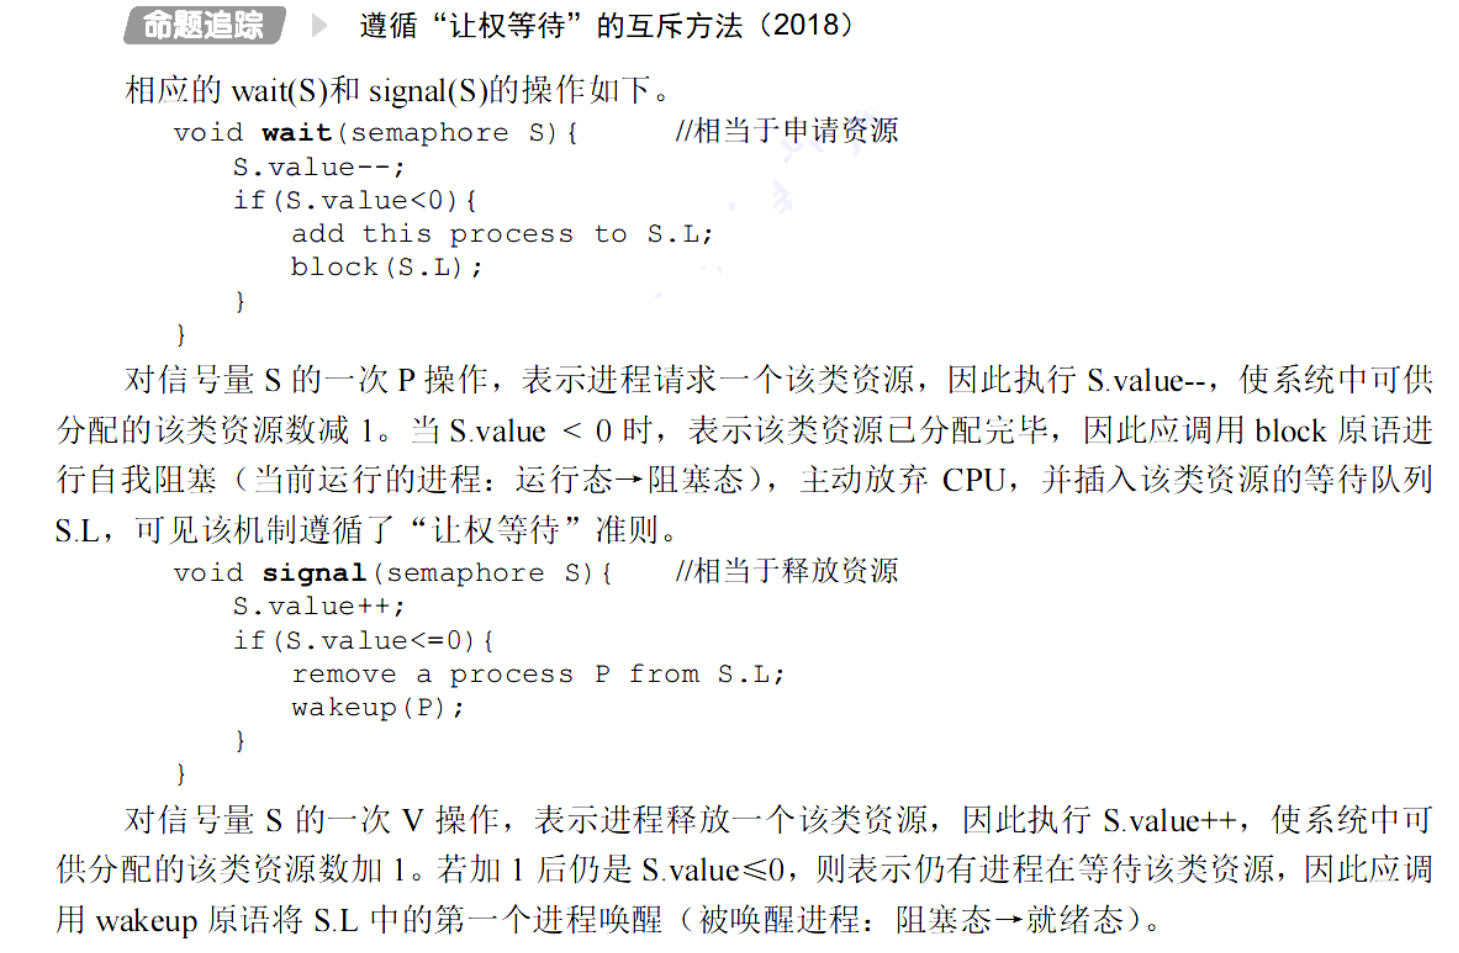 命题追踪 ▶ 遵循“让权等待”的互斥方法（2018）
相应的 wait(S)和 signal(S)的操作如下。
void wait(semaphore S){ //相当于申请资源
S.value--;
if(S.value<0){
add this process to S.L;
block(S.L);
}
}
对信号量 S 的一次 P 操作，表示进程请求一个该类资源，因此执行 S.value--，使系统中可供
分配的该类资源数减 1。当 S.value < 0 时，表示该类资源已分配完毕，因此应调用 block 原语进
行自我阻塞（当前运行的进程：运行态→阻塞态），主动放弃 CPU，并插入该类资源的等待队列
S.L，可见该机制遵循了“让权等待”准则。
void signal(semaphore S){ //相当于释放资源
S.value++;
if(S.value<=0){
remove a process P from S.L;
wakeup(P);
}
}
对信号量 S 的一次 V 操作，表示进程释放一个该类资源，因此执行 S.value++，使系统中可
供分配的该类资源数加 1。若加 1 后仍是 S.value≤0，则表示仍有进程在等待该类资源，因此应调
用 wakeup 原语将 S.L 中的第一个进程唤醒（被唤醒进程：阻塞态→就绪态）。